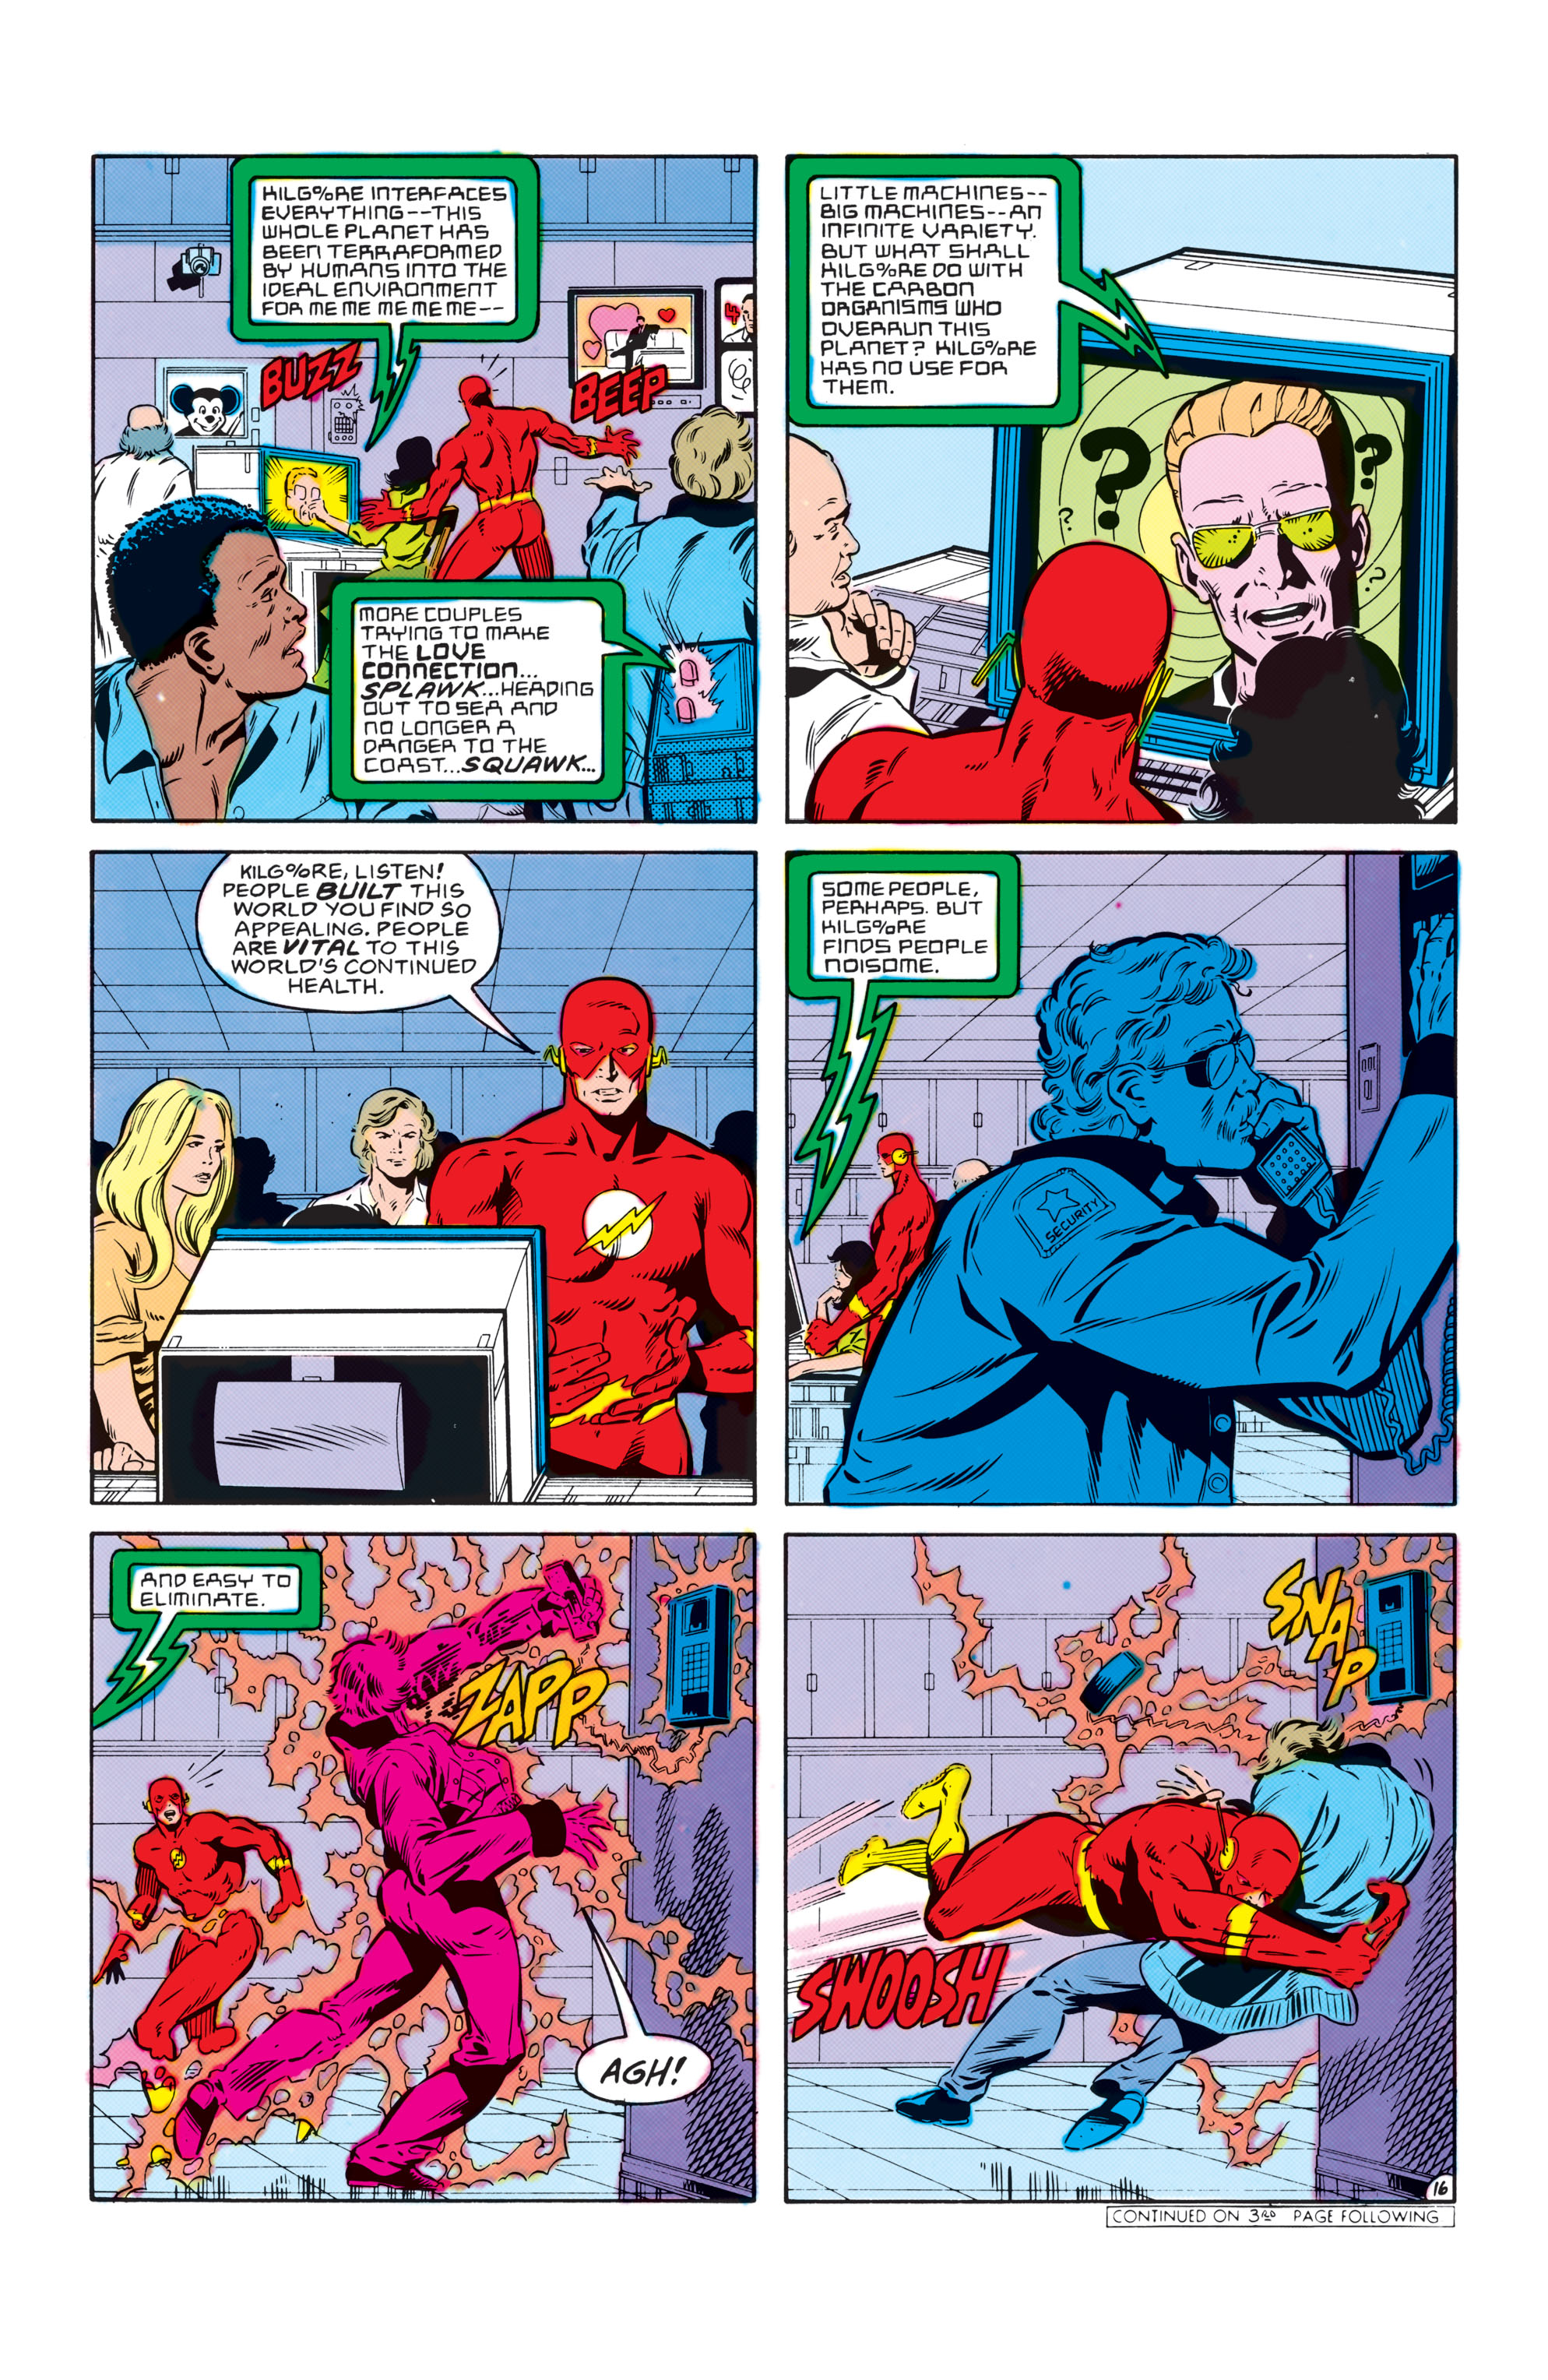 KILG%RE INTERFACES
EVERYTHING--THIS
WHOLE PLANET HAS
BEEN TERRAFORMED
BY HUMANS INTO THE
IDEAL ENVIRONMENT
FOR ME ME ME ME ME--
BUZZ
BEEP
4
MORE COUPLES
TRYING TO MAKE
THE LOVE
CONNECTION...
SPLAWK...HEADING
OUT TO SEA AND
NO LONGER A
DANGER TO THE
COAST...SQUAWK...
LITTLE MACHINES--
BIG MACHINES--AN
INFINITE VARIETY.
BUT WHAT SHALL
KILG%RE DO WITH
THE CARBON
ORGANISMS WHO
OVERRUN THIS
PLANET? KILG%RE
HAS NO USE FOR
THEM.
? ? ? ?
KILG%RE, LISTEN!
PEOPLE BUILT THIS
WORLD YOU FIND SO
APPEALING. PEOPLE
ARE VITAL TO THIS
WORLD'S CONTINUED
HEALTH.
SOME PEOPLE,
PERHAPS. BUT
KILG%RE
FINDS PEOPLE
NOISOME.
SECURITY
AND EASY TO
ELIMINATE.
ZAPP
AGH!
SNAP
SWOOSH
16
CONTINUED ON 3RD PAGE FOLLOWING